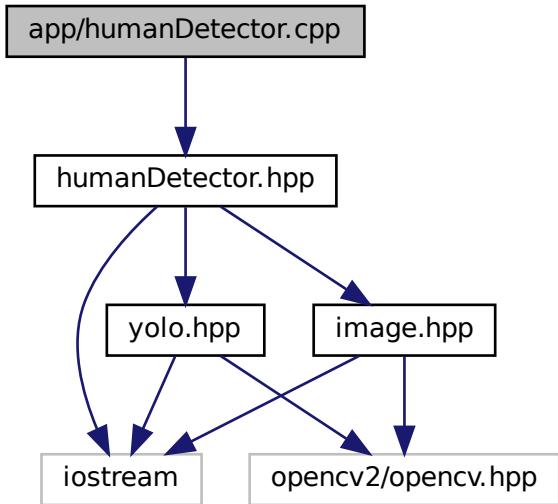 app/humanDetector.cpp
humanDetector.hpp
yolo.hpp
image.hpp
iostream
opencv2/opencv.hpp